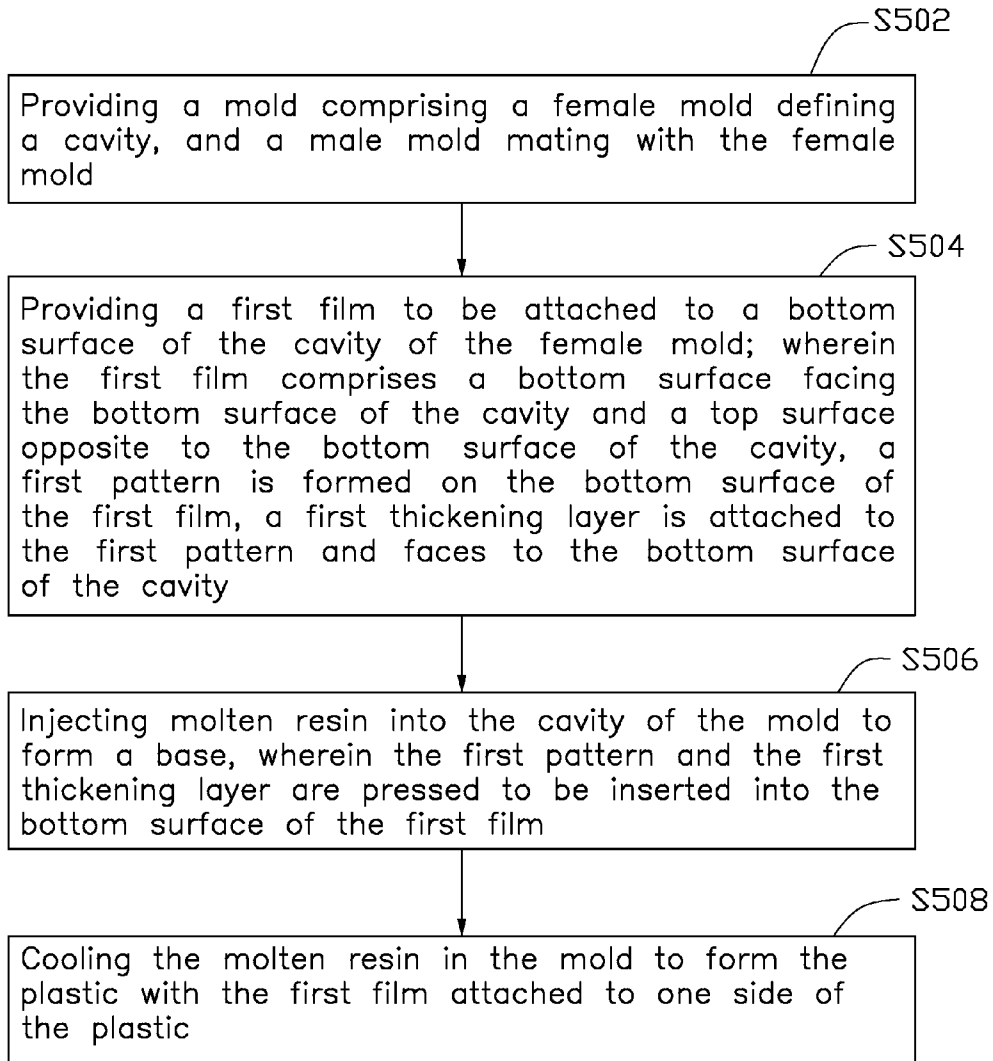 S502
Providing a mold comprising a female mold defining
a cavity, and a male mold mating with the female
mold
S504
Providing a first film to be attached to a bottom
surface of the cavity of the female mold; wherein
the first film comprises a bottom surface facing
the bottom surface of the cavity and a top surface
opposite to the bottom surface of the cavity, a
first pattern is formed on the bottom surface of
the first film, a first thickening layer is attached to
the first pattern and faces to the bottom surface
of the cavity
S506
Injecting molten resin into the cavity of the mold to
form a base, wherein the first pattern and the first
thickening layer are pressed to be inserted into the
bottom surface of the first film
S508
Cooling the molten resin in the mold to form the
plastic with the first film attached to one side of
the plastic